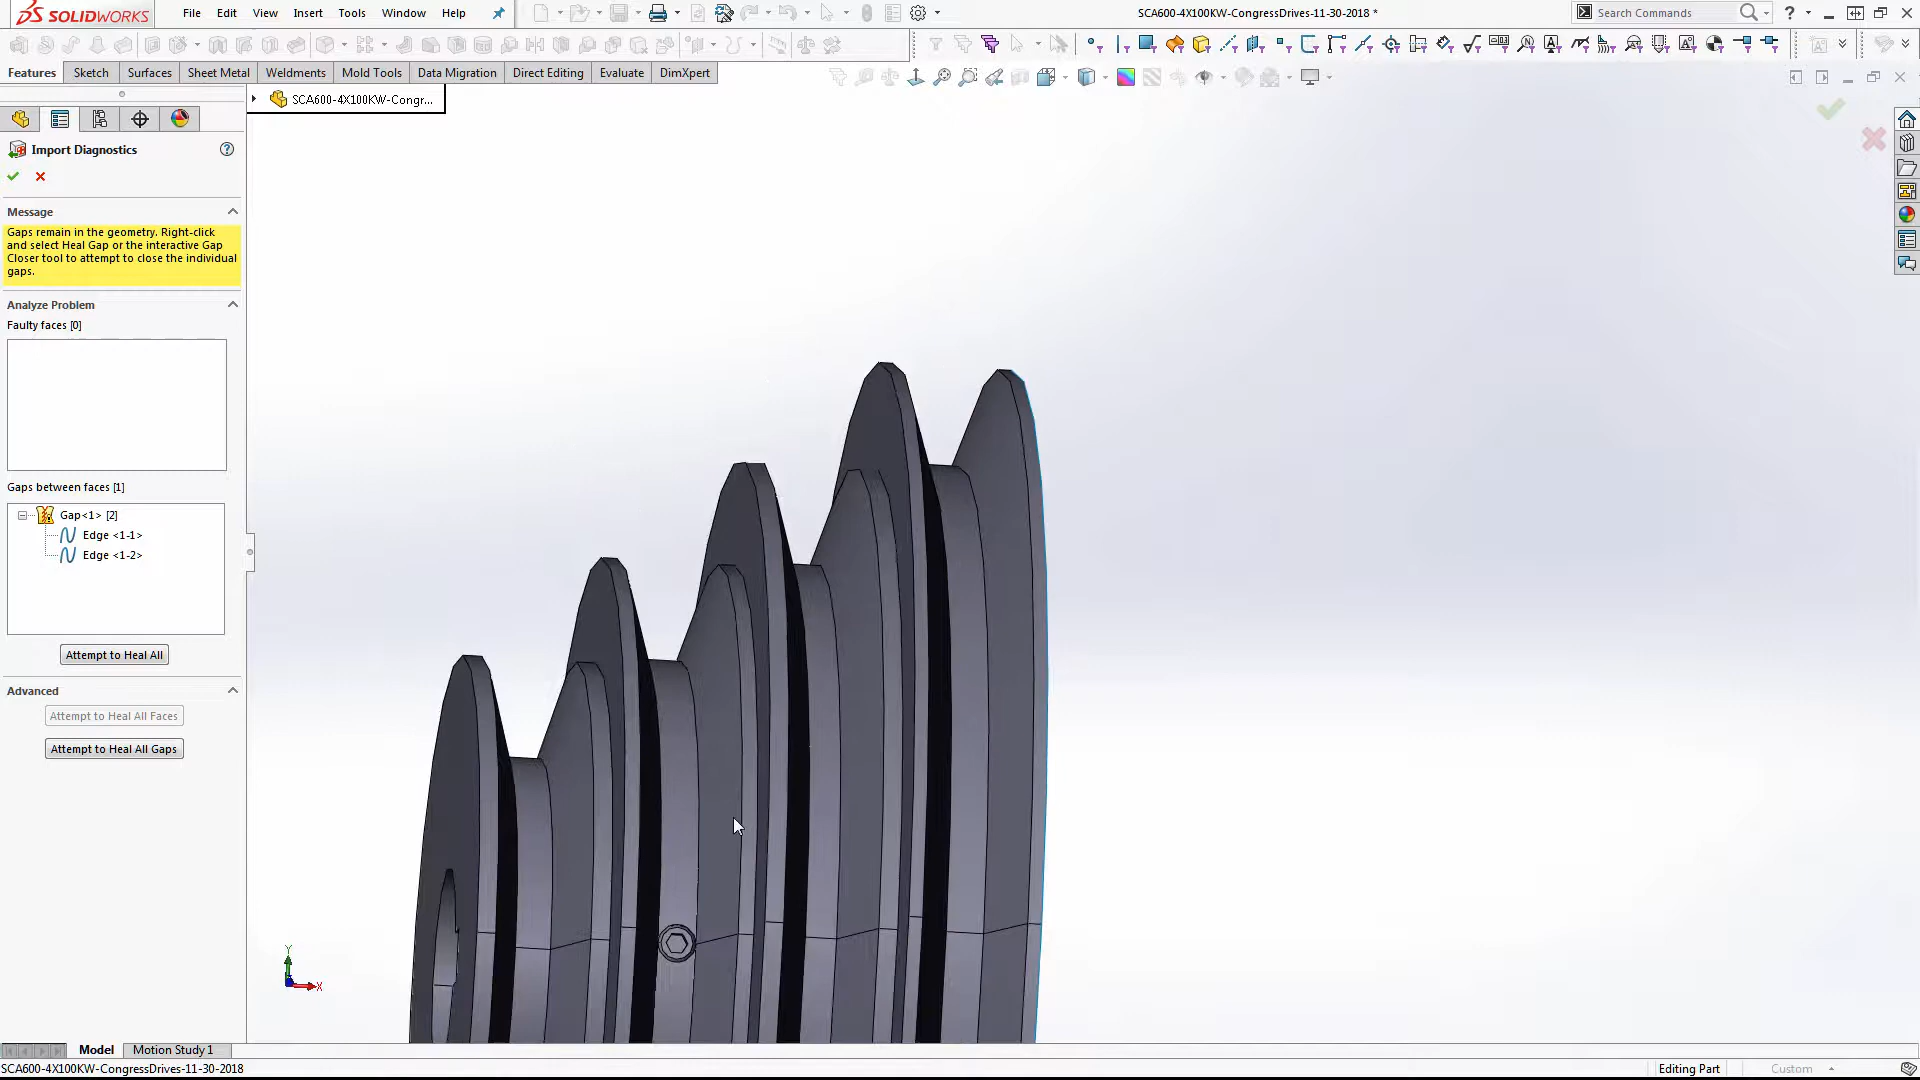 SOLIDWORKS File Edit View Insert Tools Window Help SCA600-4X100KW-CongressDrives-11-30-2018 * Search Commands ?
Features Sketch Surfaces Sheet Metal Weldments Mold Tools Data Migration Direct Editing Evaluate DimXpert
SCA600-4X100KW-Congr...
Import Diagnostics ?
Message
Gaps remain in the geometry. Right-click
and select Heal Gap or the interactive Gap
Closer tool to attempt to close the individual
gaps.
Analyze Problem
Faulty faces [0]
Gaps between faces [1]
Gap<1> [2]
Edge <1-1>
Edge <1-2>
Attempt to Heal All
Advanced
Attempt to Heal All Faces
Attempt to Heal All Gaps
Y
X
Model Motion Study 1
SCA600-4X100KW-CongressDrives-11-30-2018 Editing Part Custom